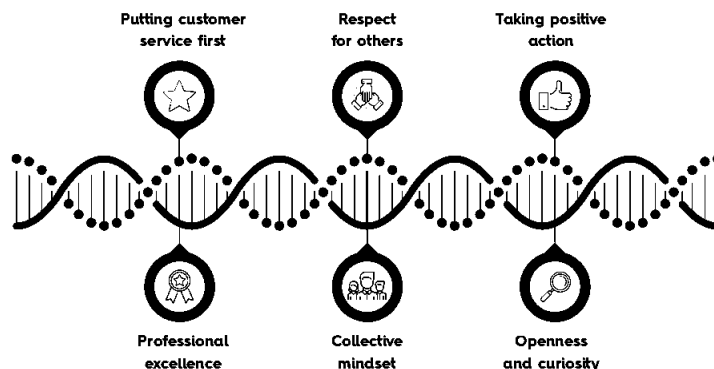 Putting customer
service first
Respect
for others
Taking positive
action
Professional
excellence
Collective
mindset
Openness
and curiosity